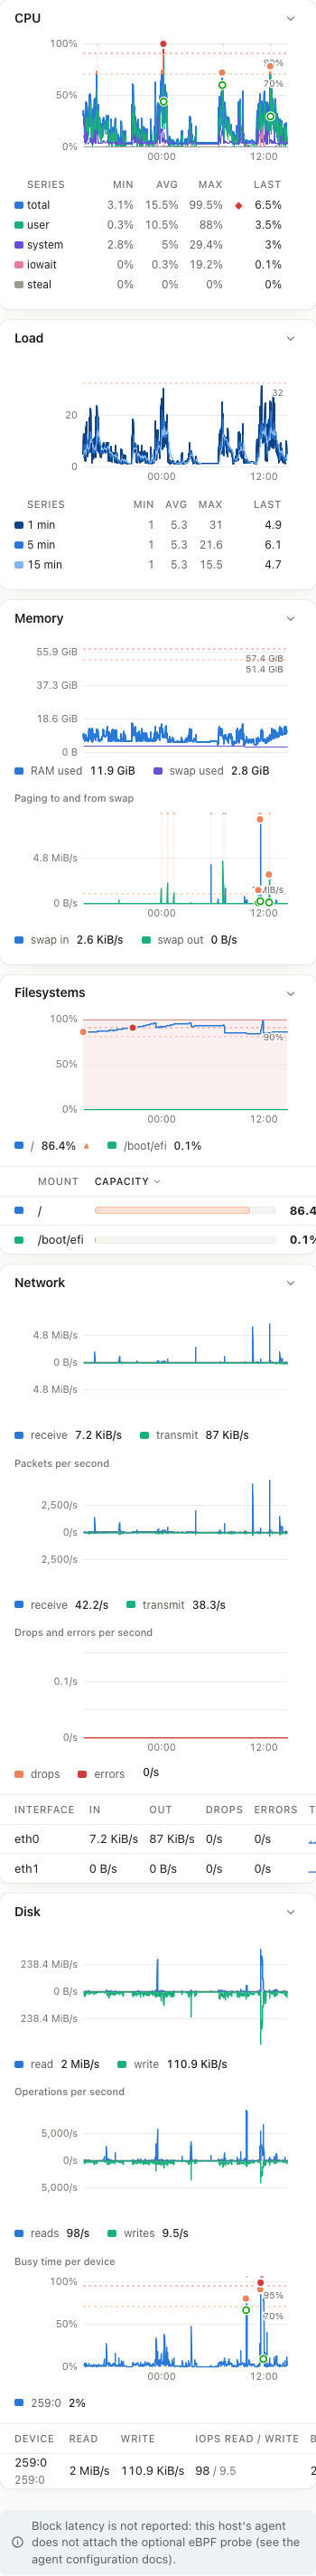 CPU
100%
92%
70%
50%
0%
00:00 12:00
SERIES MIN AVG MAX LAST
total 3.1% 15.5% 99.5% 6.5%
user 0.3% 10.5% 88% 3.5%
system 2.8% 5% 29.4% 3%
iowait 0% 0.3% 19.2% 0.1%
steal 0% 0% 0% 0%
Load
32
20
0
00:00 12:00
SERIES MIN AVG MAX LAST
1 min 1 5.3 31 4.9
5 min 1 5.3 21.6 6.1
15 min 1 5.3 15.5 4.7
Memory
55.9 GiB
57.4 GiB
51.4 GiB
37.3 GiB
18.6 GiB
0 B
RAM used 11.9 GiB swap used 2.8 GiB
Paging to and from swap
4.8 MiB/s
MiB/s
0 B/s
00:00 12:00
swap in 2.6 KiB/s swap out 0 B/s
Filesystems
100%
90%
50%
0%
00:00 12:00
/ 86.4% /boot/efi 0.1%
MOUNT CAPACITY
/ 86.4
/boot/efi 0.1%
Network
4.8 MiB/s
0 B/s
4.8 MiB/s
receive 7.2 KiB/s transmit 87 KiB/s
Packets per second
2,500/s
0/s
2,500/s
receive 42.2/s transmit 38.3/s
Drops and errors per second
0.1/s
0/s
00:00 12:00
drops errors 0/s
INTERFACE IN OUT DROPS ERRORS T
eth0 7.2 KiB/s 87 KiB/s 0/s 0/s
eth1 0 B/s 0 B/s 0/s 0/s
Disk
238.4 MiB/s
0 B/s
238.4 MiB/s
read 2 MiB/s write 110.9 KiB/s
Operations per second
5,000/s
0/s
5,000/s
reads 98/s writes 9.5/s
Busy time per device
100%
95%
70%
50%
0%
00:00 12:00
259:0 2%
DEVICE READ WRITE IOPS READ / WRITE B
259:0
259:0 2 MiB/s 110.9 KiB/s 98 / 9.5 2
Block latency is not reported: this host's agent
does not attach the optional eBPF probe (see the
agent configuration docs).